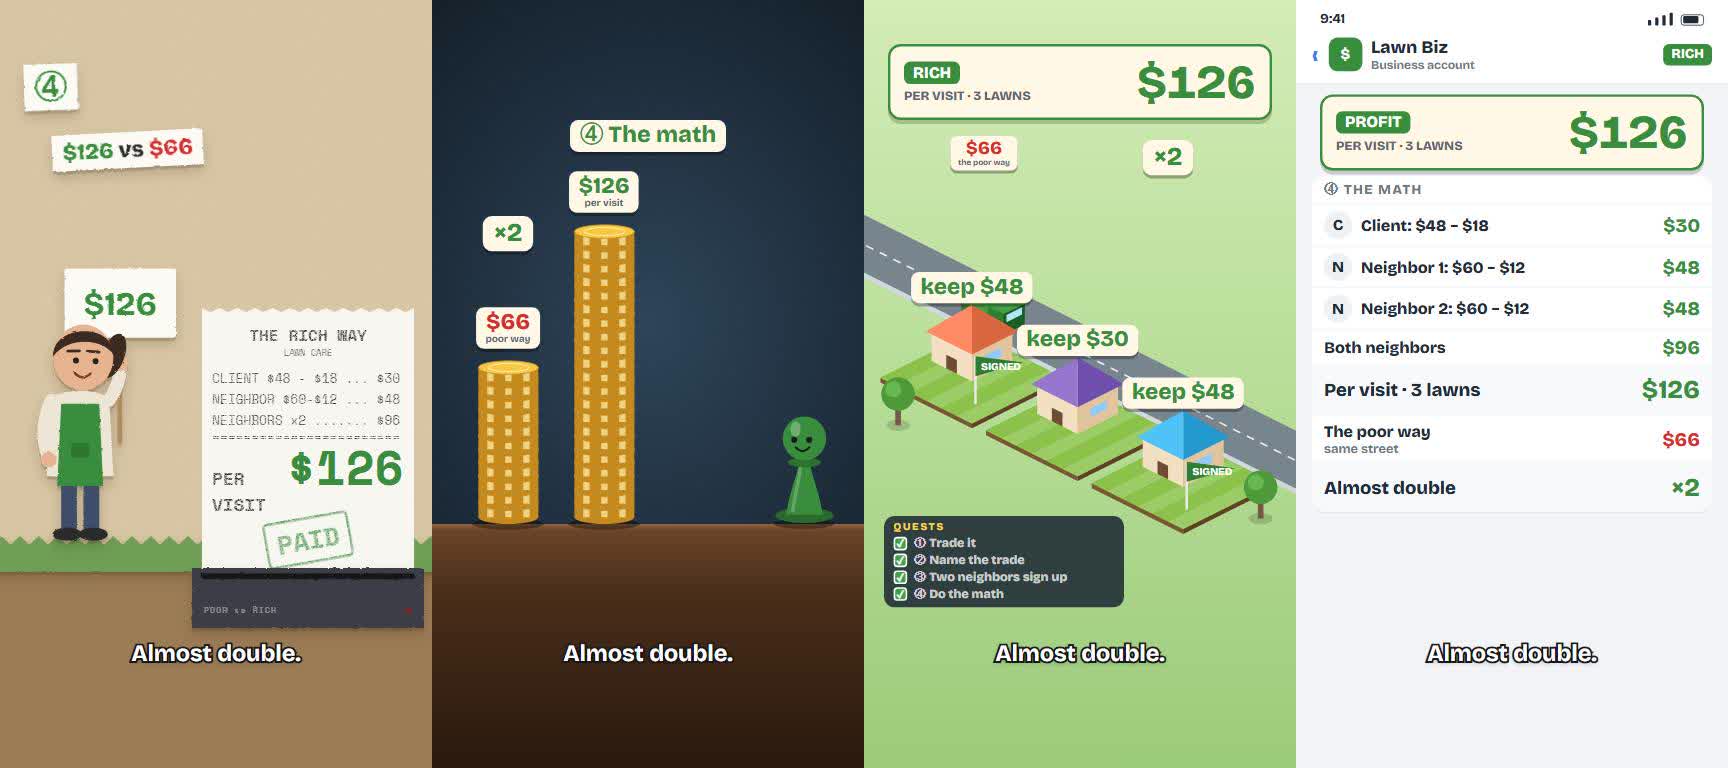 ④
$126 vs $66
$126
THE RICH WAY
LAWN CARE
CLIENT $48 - $18 ... $30
NEIGHBOR $60-$12 ... $48
NEIGHBORS x2 ....... $96
PER VISIT
$126
PAID
POOR vs RICH
Almost double.
④ The math
$126
per visit
×2
$66
poor way
Almost double.
RICH
PER VISIT · 3 LAWNS
$126
$66
the poor way
×2
keep $48
keep $30
keep $48
SIGNED
SIGNED
QUESTS
① Trade it
② Name the trade
③ Two neighbors sign up
④ Do the math
Almost double.
9:41
$
Lawn Biz
Business account
RICH
PROFIT
PER VISIT · 3 LAWNS
$126
④ THE MATH
C Client: $48 – $18 $30
N Neighbor 1: $60 – $12 $48
N Neighbor 2: $60 – $12 $48
Both neighbors $96
Per visit · 3 lawns $126
The poor way
same street
$66
Almost double ×2
Almost double.